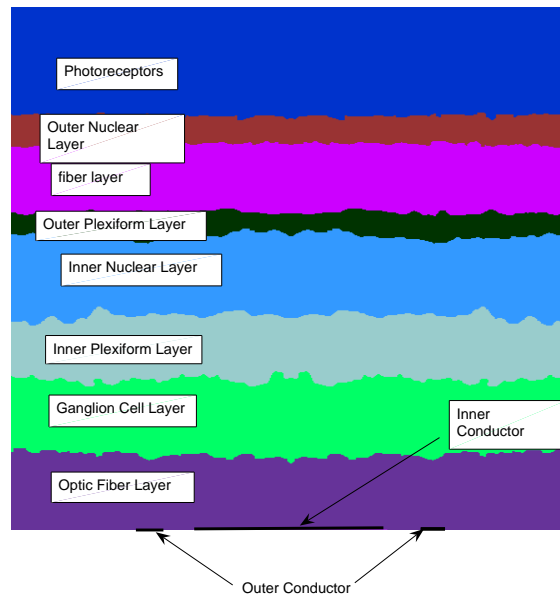 Photoreceptors
Outer Nuclear
Layer
fiber layer
Outer Plexiform Layer
Inner Nuclear Layer
Inner Plexiform Layer
Ganglion Cell Layer
Inner
Conductor
Optic Fiber Layer
Outer Conductor